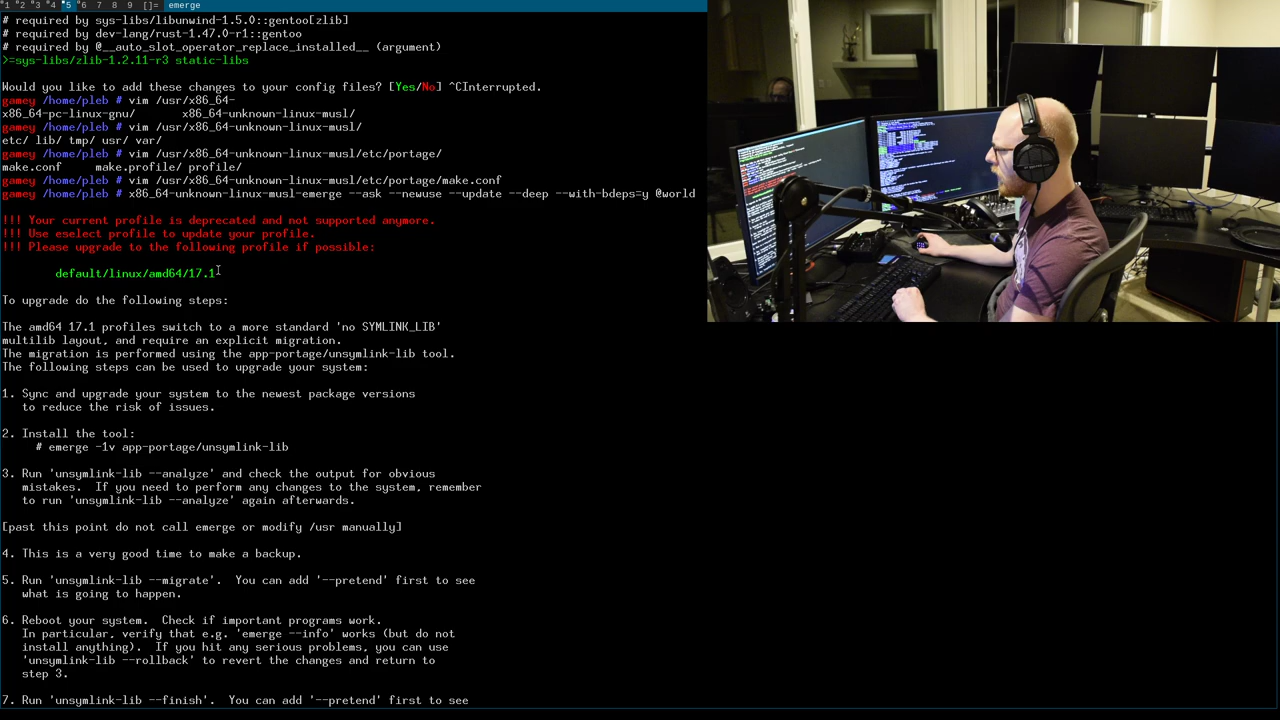 1 2 3 4 5 6 7 8 9 []= emerge
# required by sys-libs/libunwind-1.5.0::gentoo[zlib]
# required by dev-lang/rust-1.47.0-r1::gentoo
# required by @__auto_slot_operator_replace_installed__ (argument)
>=sys-libs/zlib-1.2.11-r3 static-libs
Would you like to add these changes to your config files? [Yes/No] ^CInterrupted.
gamey /home/pleb # vim /usr/x86_64-
x86_64-pc-linux-gnu/ x86_64-unknown-linux-musl/
gamey /home/pleb # vim /usr/x86_64-unknown-linux-musl/
etc/ lib/ tmp/ usr/ var/
gamey /home/pleb # vim /usr/x86_64-unknown-linux-musl/etc/portage/
make.conf make.profile/ profile/
gamey /home/pleb # vim /usr/x86_64-unknown-linux-musl/etc/portage/make.conf
gamey /home/pleb # x86_64-unknown-linux-musl-emerge --ask --newuse --update --deep --with-bdeps=y @world
!!! Your current profile is deprecated and not supported anymore.
!!! Use eselect profile to update your profile.
!!! Please upgrade to the following profile if possible:
default/linux/amd64/17.1
To upgrade do the following steps:
The amd64 17.1 profiles switch to a more standard 'no SYMLINK_LIB'
multilib layout, and require an explicit migration.
The migration is performed using the app-portage/unsymlink-lib tool.
The following steps can be used to upgrade your system:
1. Sync and upgrade your system to the newest package versions
to reduce the risk of issues.
2. Install the tool:
# emerge -1v app-portage/unsymlink-lib
3. Run 'unsymlink-lib --analyze' and check the output for obvious
mistakes. If you need to perform any changes to the system, remember
to run 'unsymlink-lib --analyze' again afterwards.
[past this point do not call emerge or modify /usr manually]
4. This is a very good time to make a backup.
5. Run 'unsymlink-lib --migrate'. You can add '--pretend' first to see
what is going to happen.
6. Reboot your system. Check if important programs work.
In particular, verify that e.g. 'emerge --info' works (but do not
install anything). If you hit any serious problems, you can use
'unsymlink-lib --rollback' to revert the changes and return to
step 3.
7. Run 'unsymlink-lib --finish'. You can add '--pretend' first to see